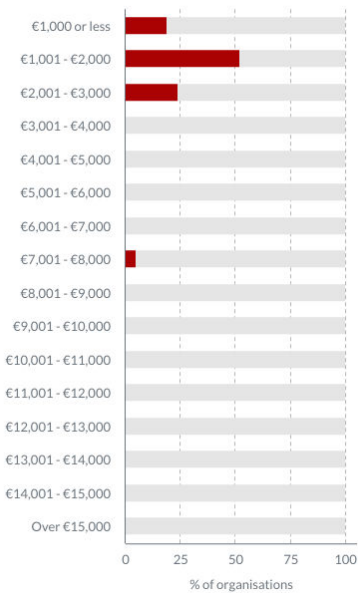 €1,000 or less
€1,001 - €2,000
€2,001 - €3,000
€3,001 - €4,000
€4,001 - €5,000
€5,001 - €6,000
€6,001 - €7,000
€7,001 - €8,000
€8,001 - €9,000
€9,001 - €10,000
€10,001 - €11,000
€11,001 - €12,000
€12,001 - €13,000
€13,001 - €14,000
€14,001 - €15,000
Over €15,000
0 25 50 75 100
% of organisations